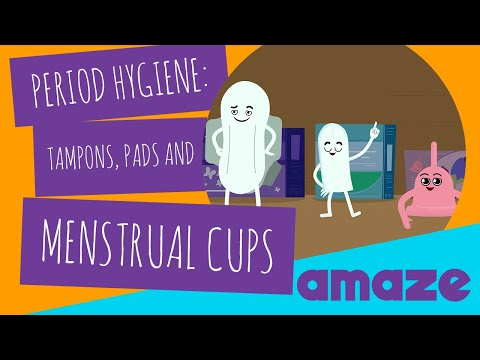 PERIOD HYGIENE:
TAMPONS, PADS AND
MENSTRUAL CUPS
amaze